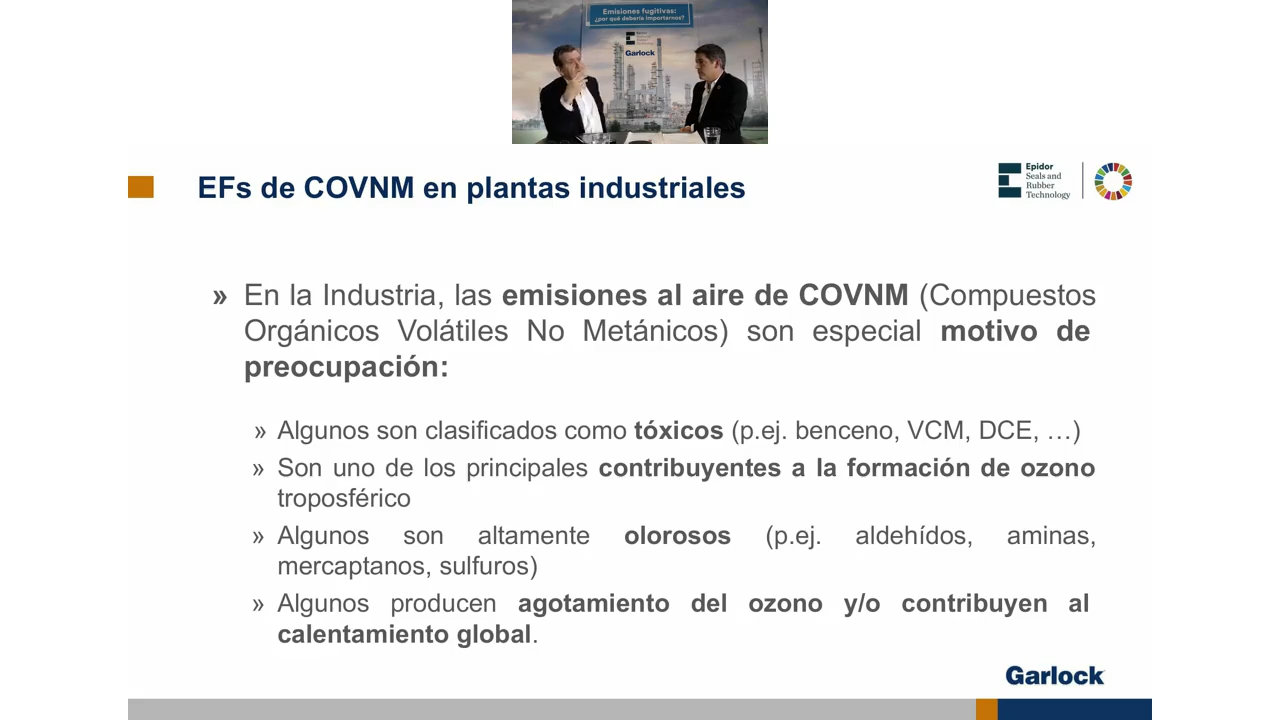 Emisiones fugitivas:
¿por qué debería importarnos?
Garlock
EFs de COVNM en plantas industriales
Epidor
Seals and
Rubber
Technology
» En la Industria, las emisiones al aire de COVNM (Compuestos
Orgánicos Volátiles No Metánicos) son especial motivo de
preocupación:
» Algunos son clasificados como tóxicos (p.ej. benceno, VCM, DCE, …)
» Son uno de los principales contribuyentes a la formación de ozono
troposférico
» Algunos son altamente olorosos (p.ej. aldehídos, aminas,
mercaptanos, sulfuros)
» Algunos producen agotamiento del ozono y/o contribuyen al
calentamiento global.
Garlock